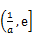 (1/a, e]